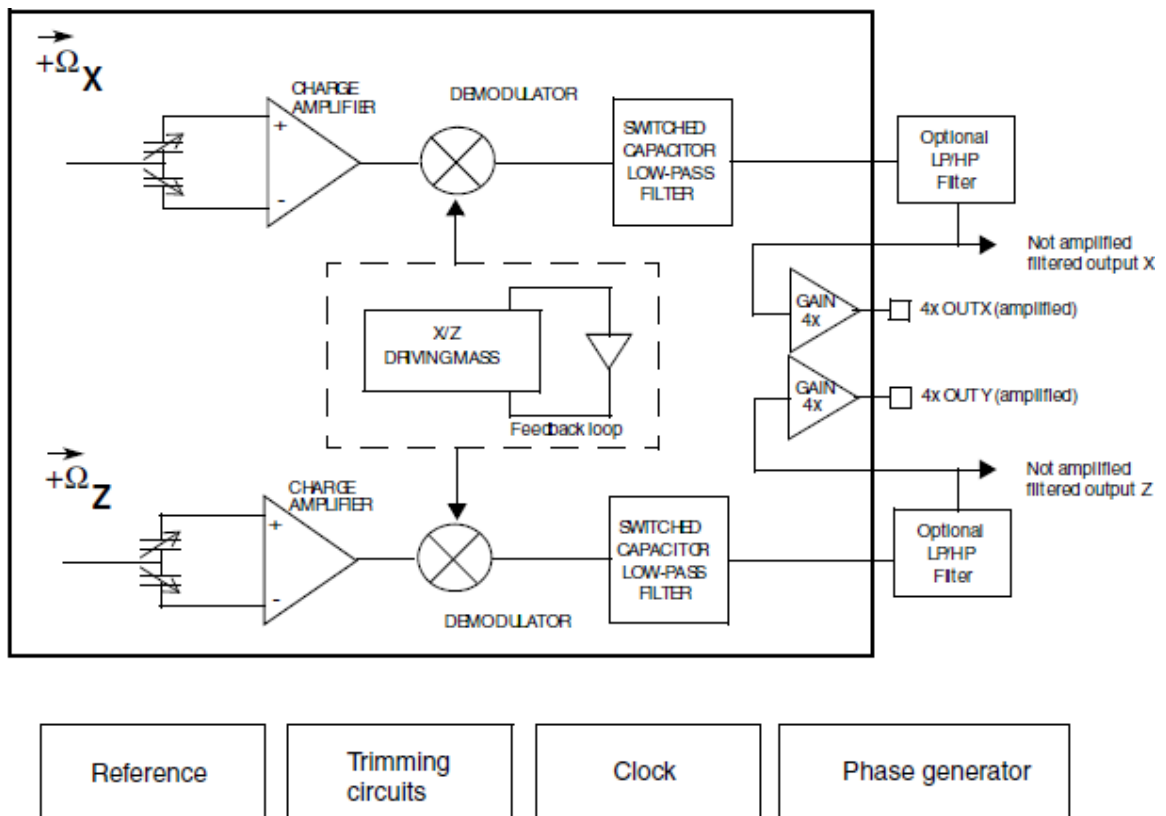 +Ω X
CHARGE
AMPLIFIER
+
-
DEMODULATOR
SWITCHED
CAPACITOR
LOW-PASS
FILTER
Optional
LP/HP
Filter
Not amplified
filtered output X
GAIN
4x
4x OUTX (amplified)
X/Z
DRIVING MASS
Feedback loop
GAIN
4x
4x OUTY (amplified)
Not amplified
filtered output Z
+Ω Z
CHARGE
AMPLIFIER
+
-
DEMODULATOR
SWITCHED
CAPACITOR
LOW-PASS
FILTER
Optional
LP/HP
Filter
Reference
Trimming
circuits
Clock
Phase generator